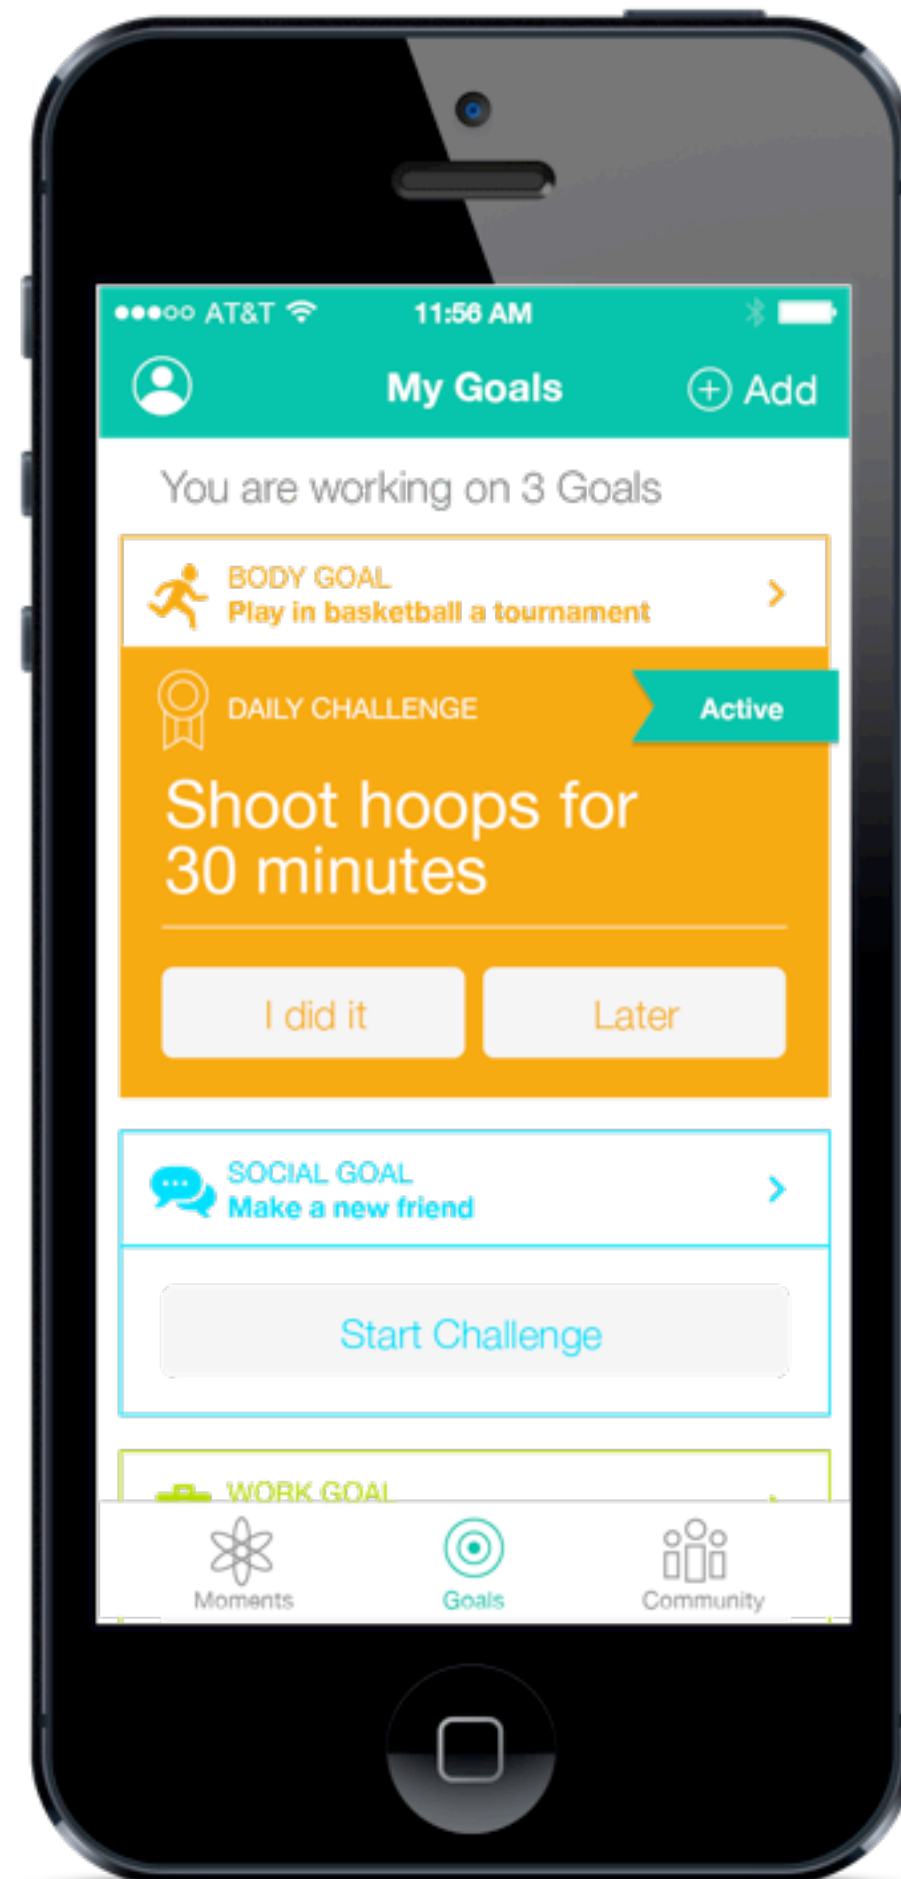 AT&T 11:56 AM
My Goals Add
You are working on 3 Goals
BODY GOAL
Play in basketball a tournament
DAILY CHALLENGE Active
Shoot hoops for
30 minutes
I did it Later
SOCIAL GOAL
Make a new friend
Start Challenge
WORK GOAL
Moments Goals Community